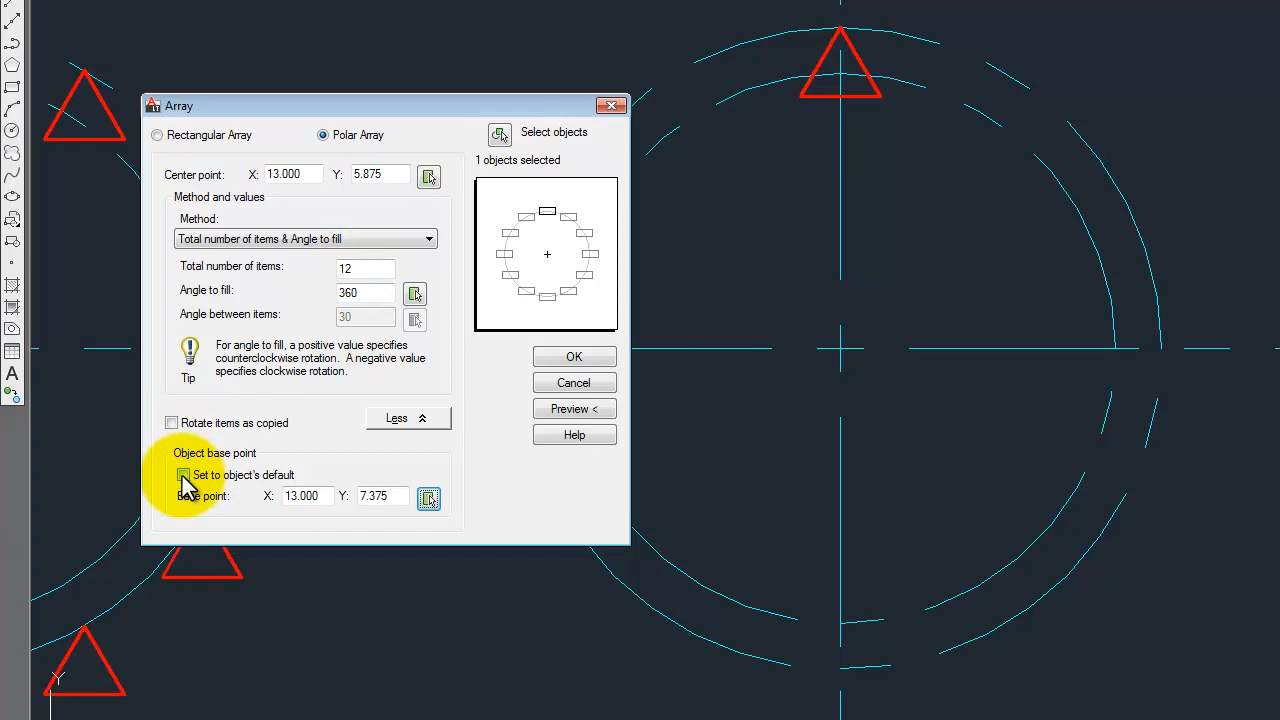 Array
Rectangular Array
Polar Array
Select objects
1 objects selected
Center point: X: 13.000 Y: 5.875
Method and values
Method:
Total number of items & Angle to fill
Total number of items: 12
Angle to fill: 360
Angle between items: 30
For angle to fill, a positive value specifies
counterclockwise rotation. A negative value
specifies clockwise rotation.
Tip
OK
Cancel
Preview <
Help
Rotate items as copied
Less
Object base point
Set to object's default
Base point: X: 13.000 Y: 7.375
A
Y
LT